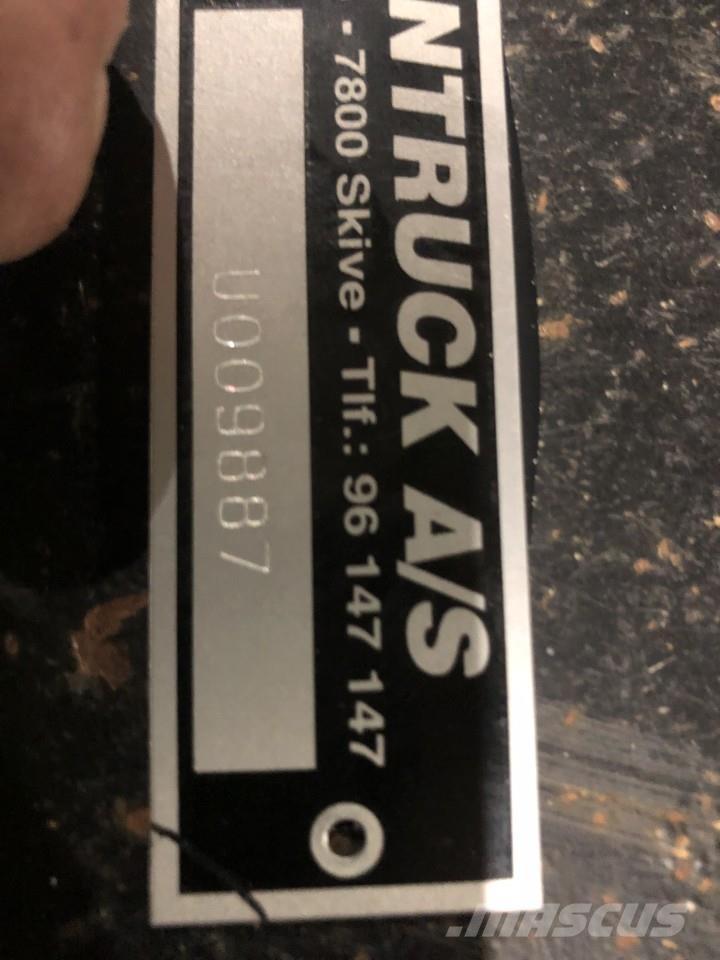 NTRUCK A/S
- 7800 Skive - Tlf.: 96 147 147
U009887
MASCUS